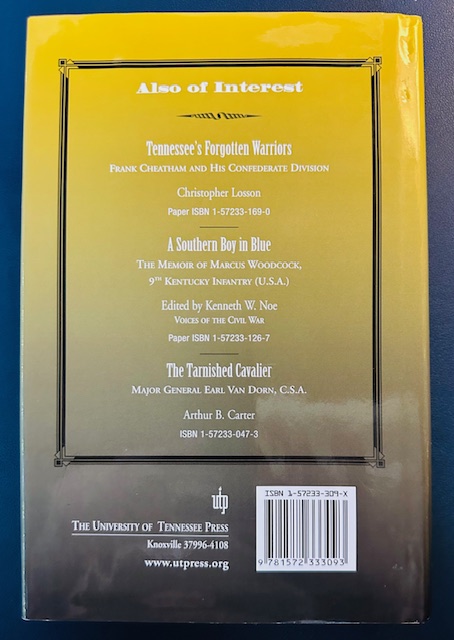 Also of Interest
Tennessee's Forgotten Warriors
Frank Cheatham and His Confederate Division
Christopher Losson
Paper ISBN 1-57233-169-0
A Southern Boy in Blue
The Memoir of Marcus Woodcock,
9th Kentucky Infantry (U.S.A.)
Edited by Kenneth W. Noe
Voices of the Civil War
Paper ISBN 1-57233-126-7
The Tarnished Cavalier
Major General Earl Van Dorn, C.S.A.
Arthur B. Carter
ISBN 1-57233-047-3
utp
The University of Tennessee Press
Knoxville 37996-4108
www.utpress.org
ISBN 1-57233-309-X
9 781572 333093